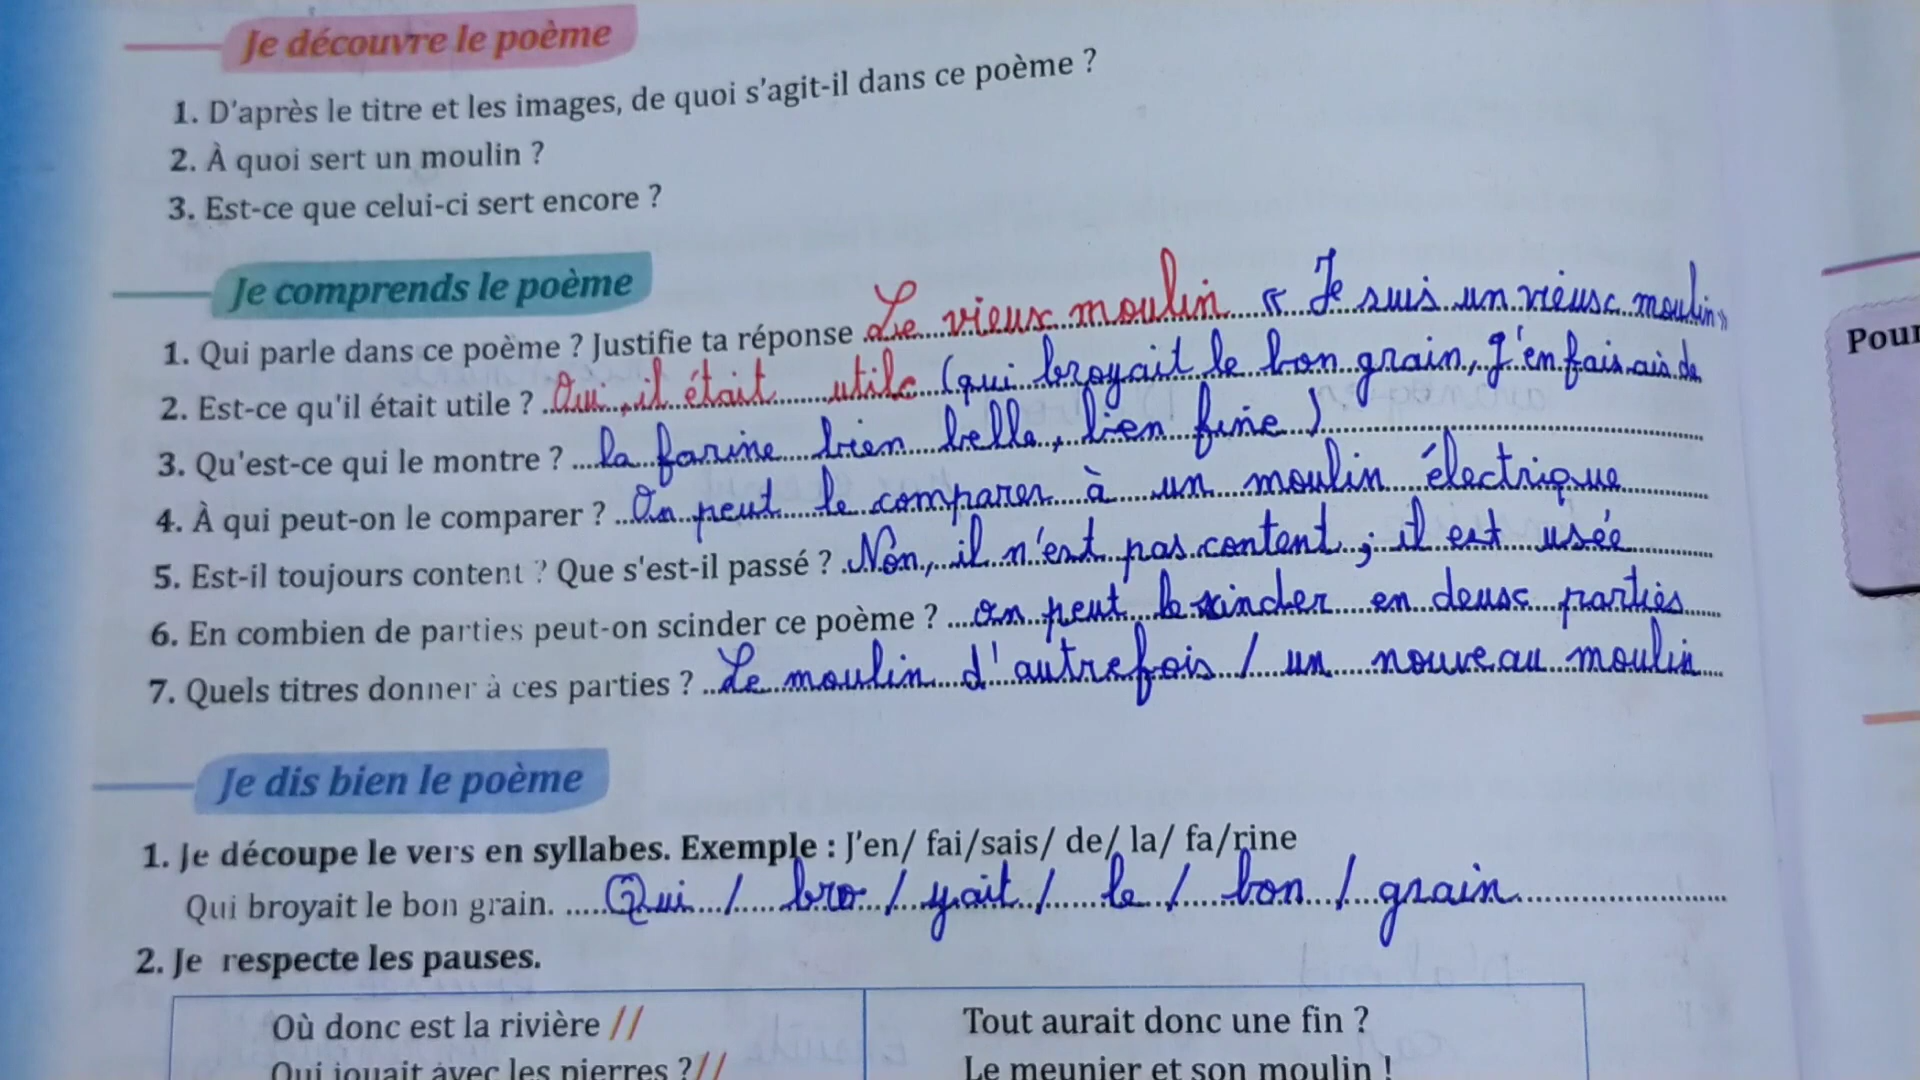 Je découvre le poème
1. D'après le titre et les images, de quoi s'agit-il dans ce poème ?
2. À quoi sert un moulin ?
3. Est-ce que celui-ci sert encore ?
Je comprends le poème
1. Qui parle dans ce poème ? Justifie ta réponse Le vieux moulin « Je suis un vieux moulin »
2. Est-ce qu'il était utile ? Oui, il était utile (qui broyait le bon grain, J'en faisais de
3. Qu'est-ce qui le montre ? la farine bien belle, bien fine)
4. À qui peut-on le comparer ? On peut le comparer à un moulin électrique
5. Est-il toujours content ? Que s'est-il passé ? Non, il n'est pas content ; il est usée
6. En combien de parties peut-on scinder ce poème ? on peut le scinder en deux parties
7. Quels titres donner à ces parties ? Le moulin d'autrefois / un nouveau moulin
Pour
Je dis bien le poème
1. Je découpe le vers en syllabes. Exemple : J'en/ fai/sais/ de/ la/ fa/rine
Qui broyait le bon grain. Qui / bro / yait / le / bon / grain
2. Je respecte les pauses.
Où donc est la rivière //
Qui jouait avec les pierres ?//
Tout aurait donc une fin ?
Le meunier et son moulin !